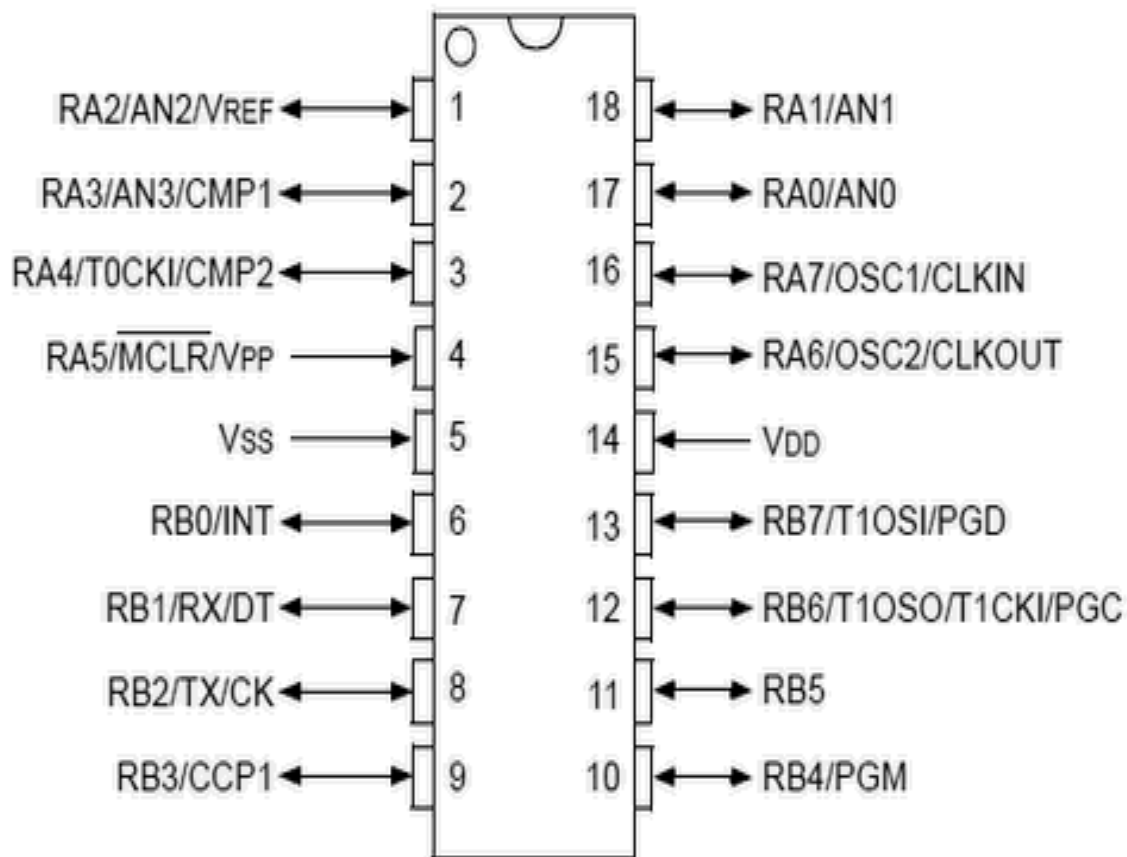 RA2/AN2/VREF 1 18 RA1/AN1
RA3/AN3/CMP1 2 17 RA0/AN0
RA4/T0CKI/CMP2 3 16 RA7/OSC1/CLKIN
RA5/M̅C̅L̅R̅/VPP 4 15 RA6/OSC2/CLKOUT
VSS 5 14 VDD
RB0/INT 6 13 RB7/T1OSI/PGD
RB1/RX/DT 7 12 RB6/T1OSO/T1CKI/PGC
RB2/TX/CK 8 11 RB5
RB3/CCP1 9 10 RB4/PGM